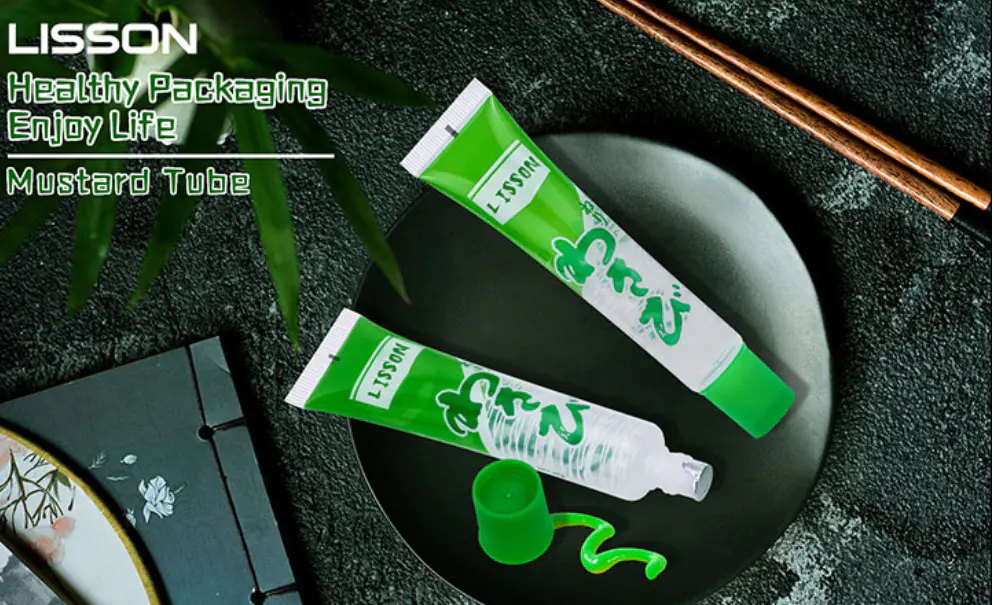 LISSON
Healthy Packaging
Enjoy Life
Mustard Tube
LISSON
わさび
LISSON
わさび